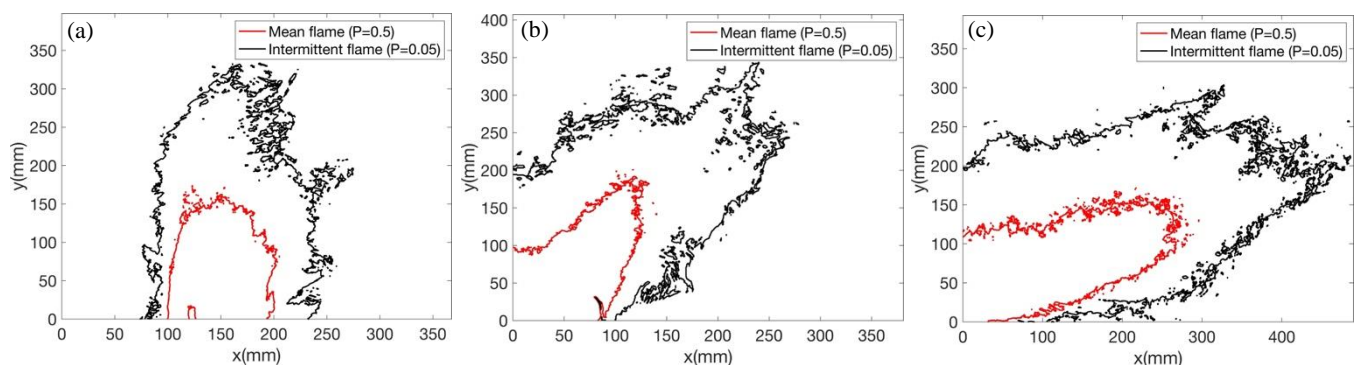 (a)
Mean flame (P=0.5)
Intermittent flame (P=0.05)
350
300
250
200
150
100
50
0
y(mm)
0 50 100 150 200 250 300 350
x(mm)
(b)
Mean flame (P=0.5)
Intermittent flame (P=0.05)
400
350
300
250
200
150
100
50
0
y(mm)
0 50 100 150 200 250 300 350
x(mm)
(c)
Mean flame (P=0.5)
Intermittent flame (P=0.05)
350
300
250
200
150
100
50
0
y(mm)
0 100 200 300 400
x(mm)